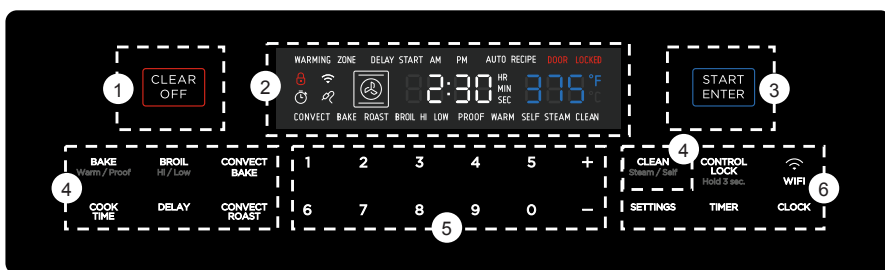 WARMING ZONE DELAY START AM PM AUTO RECIPE DOOR LOCKED
1 CLEAR OFF
2 2:30 HR MIN SEC 375 °F °C
START ENTER 3
CONVECT BAKE ROAST BROIL HI LOW PROOF WARM SELF STEAM CLEAN
4
BAKE BROIL CONVECT BAKE
Warm / Proof Hi / Low
COOK TIME DELAY CONVECT ROAST
1 2 3 4 5 +
6 7 8 9 0 –
5
4
CLEAN CONTROL LOCK WIFI
Steam / Self Hold 3 sec.
6
SETTINGS TIMER CLOCK